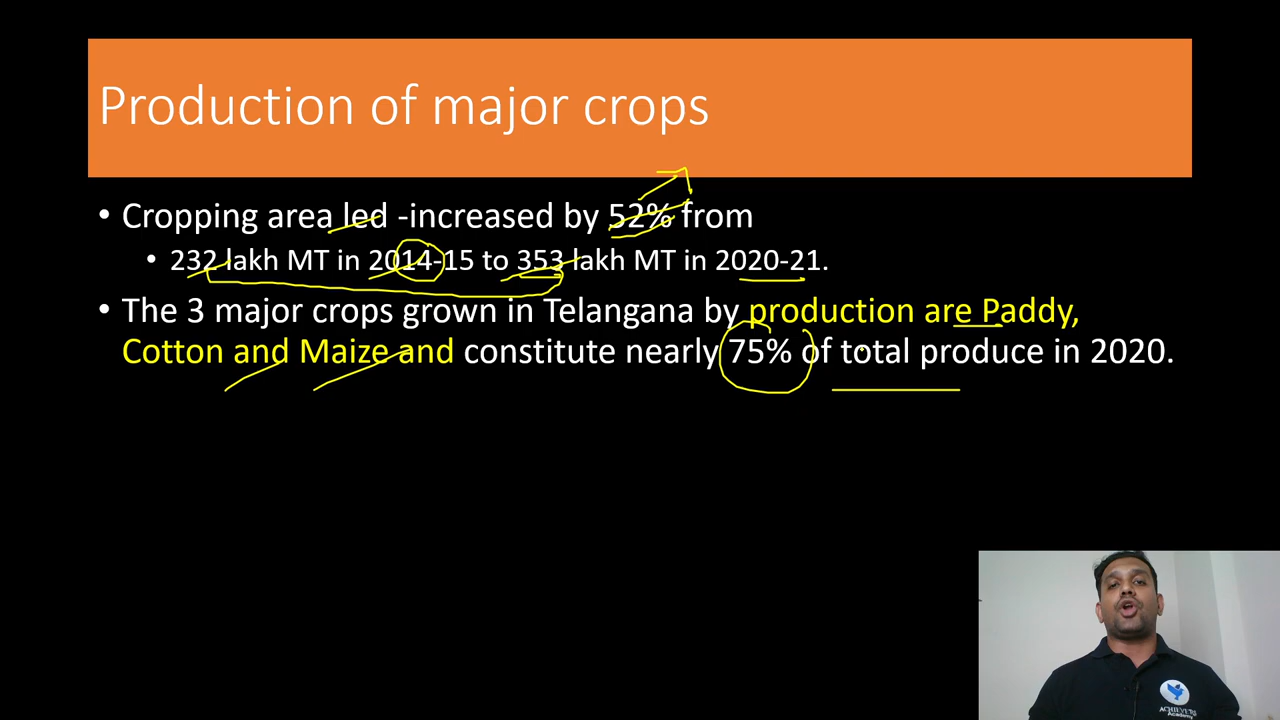 Production of major crops
• Cropping area led -increased by 52% from
• 232 lakh MT in 2014-15 to 353 lakh MT in 2020-21.
• The 3 major crops grown in Telangana by production are Paddy,
Cotton and Maize and constitute nearly 75% of total produce in 2020.
ACHIEVERS
Academy